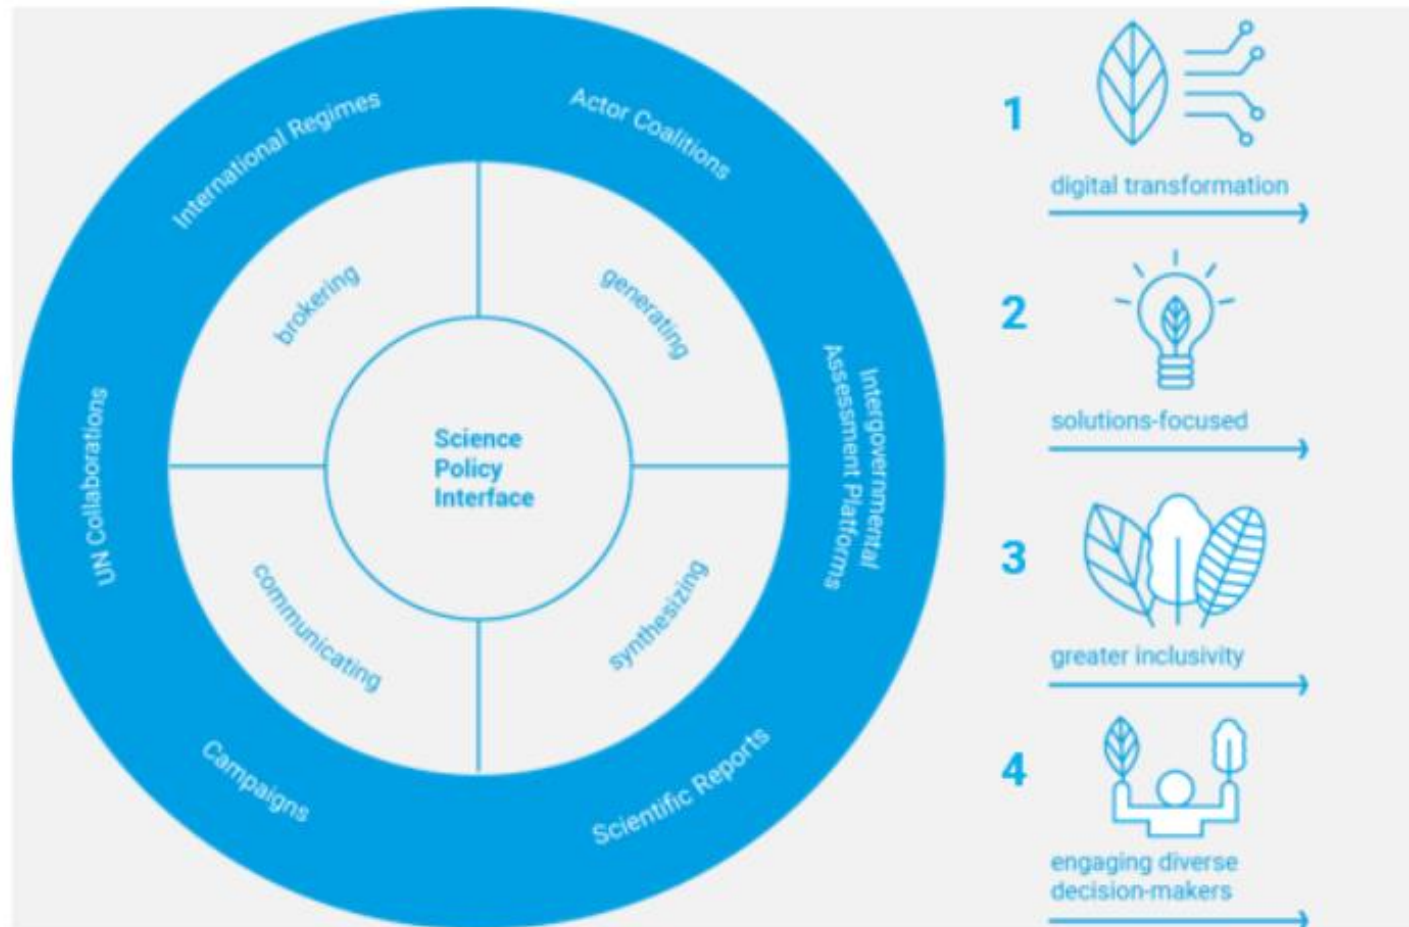 International Regimes
Actor Coalitions
Intergovernmental
Assessment Platforms
Scientific Reports
Campaigns
UN Collaborations
brokering
generating
synthesizing
communicating
Science
Policy
Interface
1
digital transformation
2
solutions-focused
3
greater inclusivity
4
engaging diverse
decision-makers